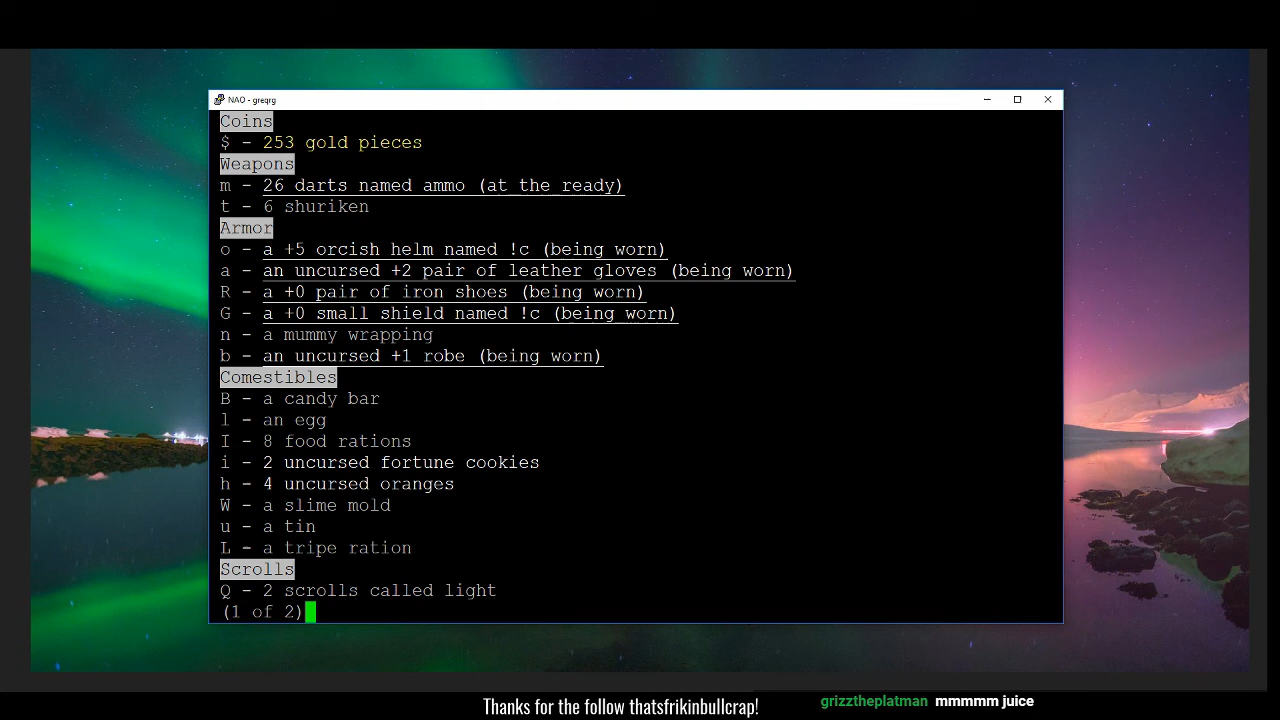 NAO - greqrg
Coins
$ - 253 gold pieces
Weapons
m - 26 darts named ammo (at the ready)
t - 6 shuriken
Armor
o - a +5 orcish helm named !c (being worn)
a - an uncursed +2 pair of leather gloves (being worn)
R - a +0 pair of iron shoes (being worn)
G - a +0 small shield named !c (being worn)
n - a mummy wrapping
b - an uncursed +1 robe (being worn)
Comestibles
B - a candy bar
l - an egg
I - 8 food rations
i - 2 uncursed fortune cookies
h - 4 uncursed oranges
W - a slime mold
u - a tin
L - a tripe ration
Scrolls
Q - 2 scrolls called light
(1 of 2)
Thanks for the follow thatsfrikinbullcrap!
grizztheplatman mmmmm juice